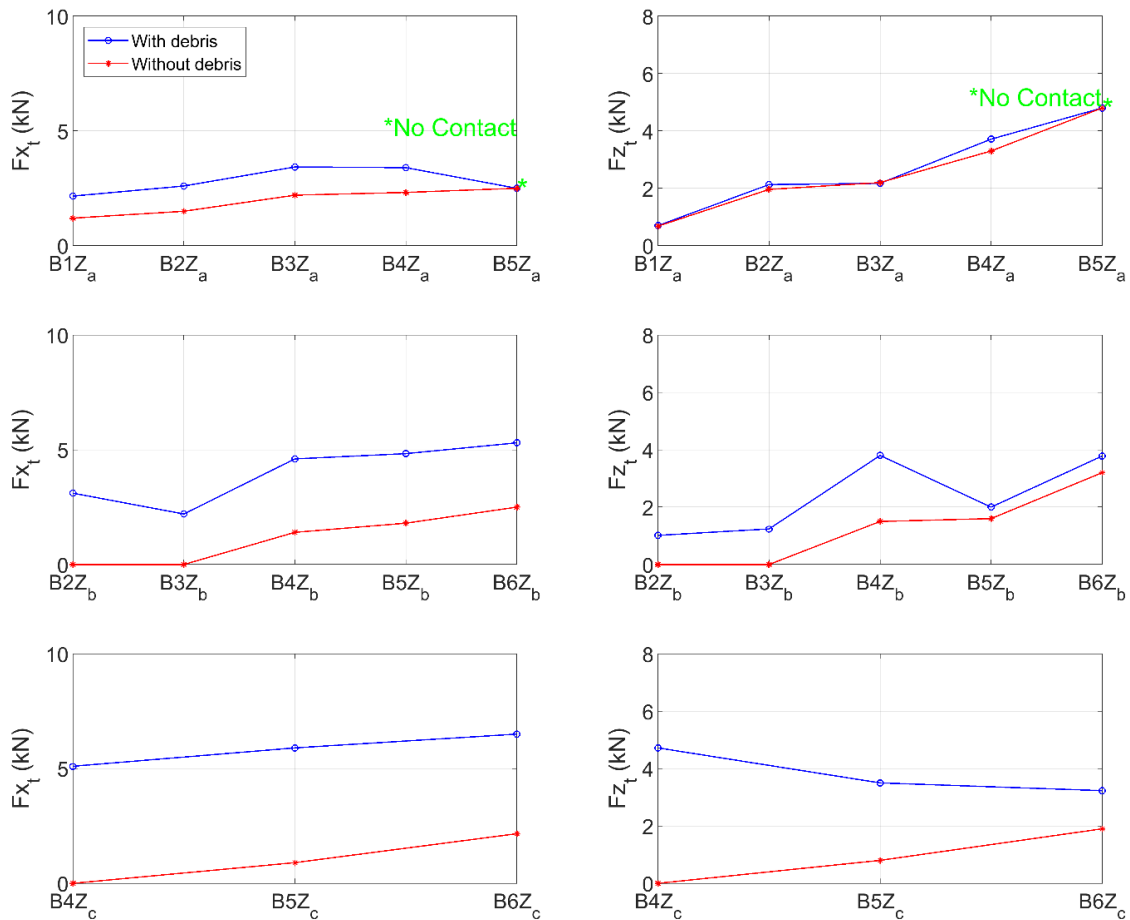 10
5
0
Fx_t (kN)
With debris
Without debris
*No Contact
*
B1Z_a B2Z_a B3Z_a B4Z_a B5Z_a
8
6
4
2
0
Fz_t (kN)
*No Contact
*
B1Z_a B2Z_a B3Z_a B4Z_a B5Z_a
10
5
0
Fx_t (kN)
B2Z_b B3Z_b B4Z_b B5Z_b B6Z_b
8
6
4
2
0
Fz_t (kN)
B2Z_b B3Z_b B4Z_b B5Z_b B6Z_b
10
5
0
Fx_t (kN)
B4Z_c B5Z_c B6Z_c
8
6
4
2
0
Fz_t (kN)
B4Z_c B5Z_c B6Z_c